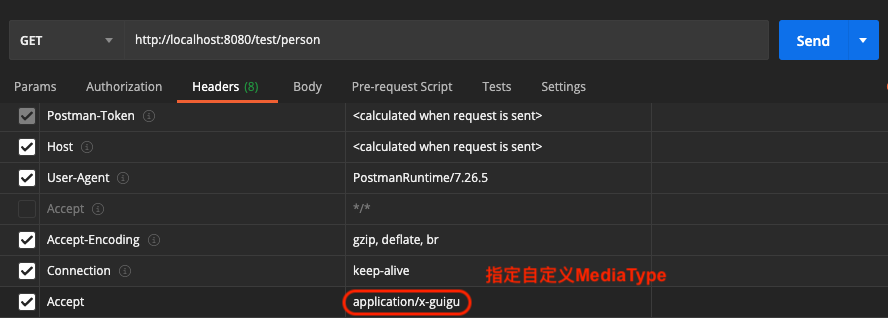 GET http://localhost:8080/test/person Send
Params Authorization Headers (8) Body Pre-request Script Tests Settings
Postman-Token <calculated when request is sent>
Host <calculated when request is sent>
User-Agent PostmanRuntime/7.26.5
Accept */*
Accept-Encoding gzip, deflate, br
Connection keep-alive 指定自定义MediaType
Accept application/x-guigu